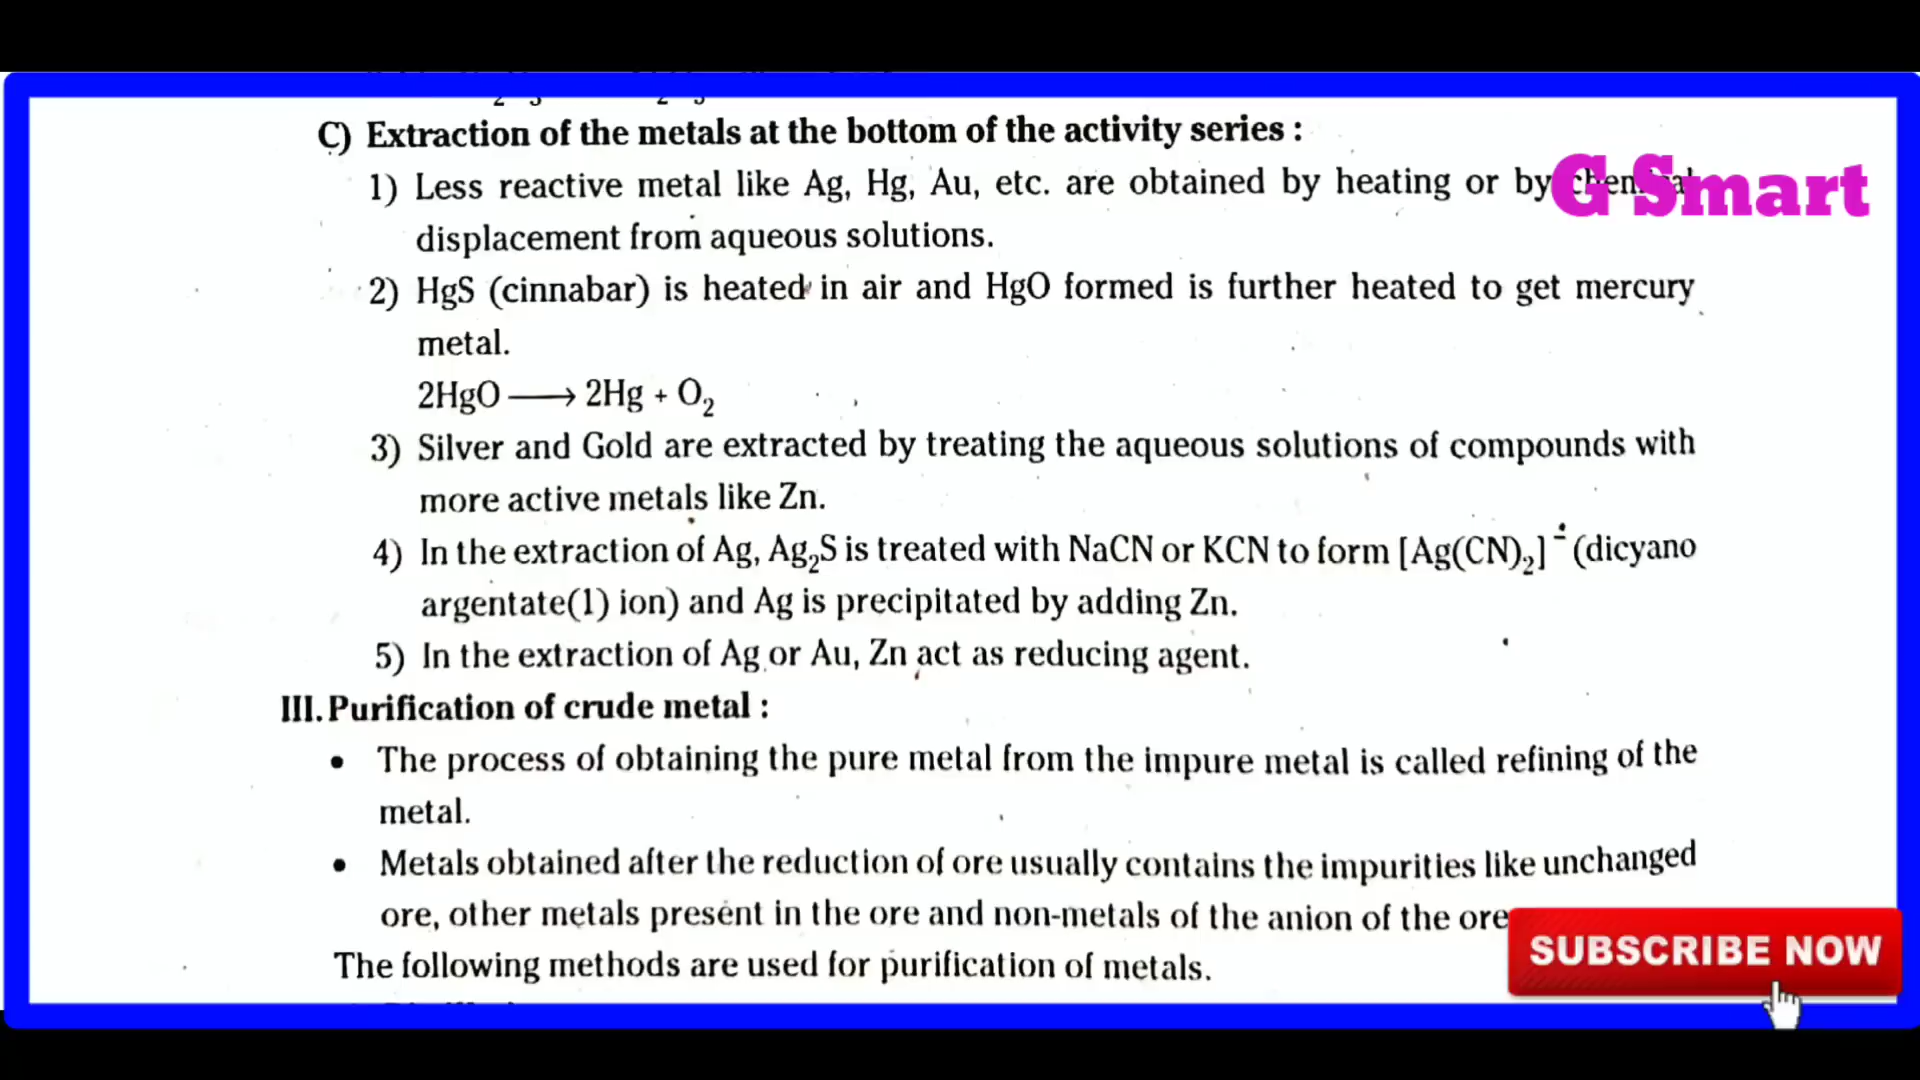 C) Extraction of the metals at the bottom of the activity series :
G Smart
1) Less reactive metal like Ag, Hg, Au, etc. are obtained by heating or by
displacement from aqueous solutions.
2) HgS (cinnabar) is heated in air and HgO formed is further heated to get mercury
metal.
2HgO ⟶ 2Hg + O₂
3) Silver and Gold are extracted by treating the aqueous solutions of compounds with
more active metals like Zn.
4) In the extraction of Ag, Ag₂S is treated with NaCN or KCN to form [Ag(CN)₂]⁻ (dicyano
argentate(1) ion) and Ag is precipitated by adding Zn.
5) In the extraction of Ag or Au, Zn act as reducing agent.
III. Purification of crude metal :
• The process of obtaining the pure metal from the impure metal is called refining of the
metal.
• Metals obtained after the reduction of ore usually contains the impurities like unchanged
ore, other metals present in the ore and non-metals of the anion of the ore
The following methods are used for purification of metals.
SUBSCRIBE NOW